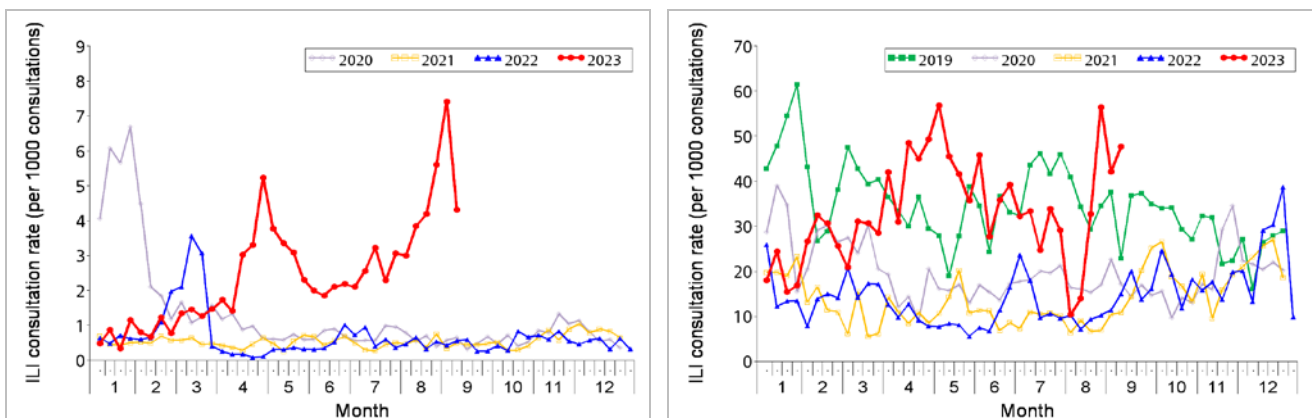 ILI consultation rate (per 1000 consultations)
9
8
7
6
5
4
3
2
1
0
2020 2021 2022 2023
1 2 3 4 5 6 7 8 9 10 11 12
Month
ILI consultation rate (per 1000 consultations)
70
60
50
40
30
20
10
0
2019 2020 2021 2022 2023
1 2 3 4 5 6 7 8 9 10 11 12
Month